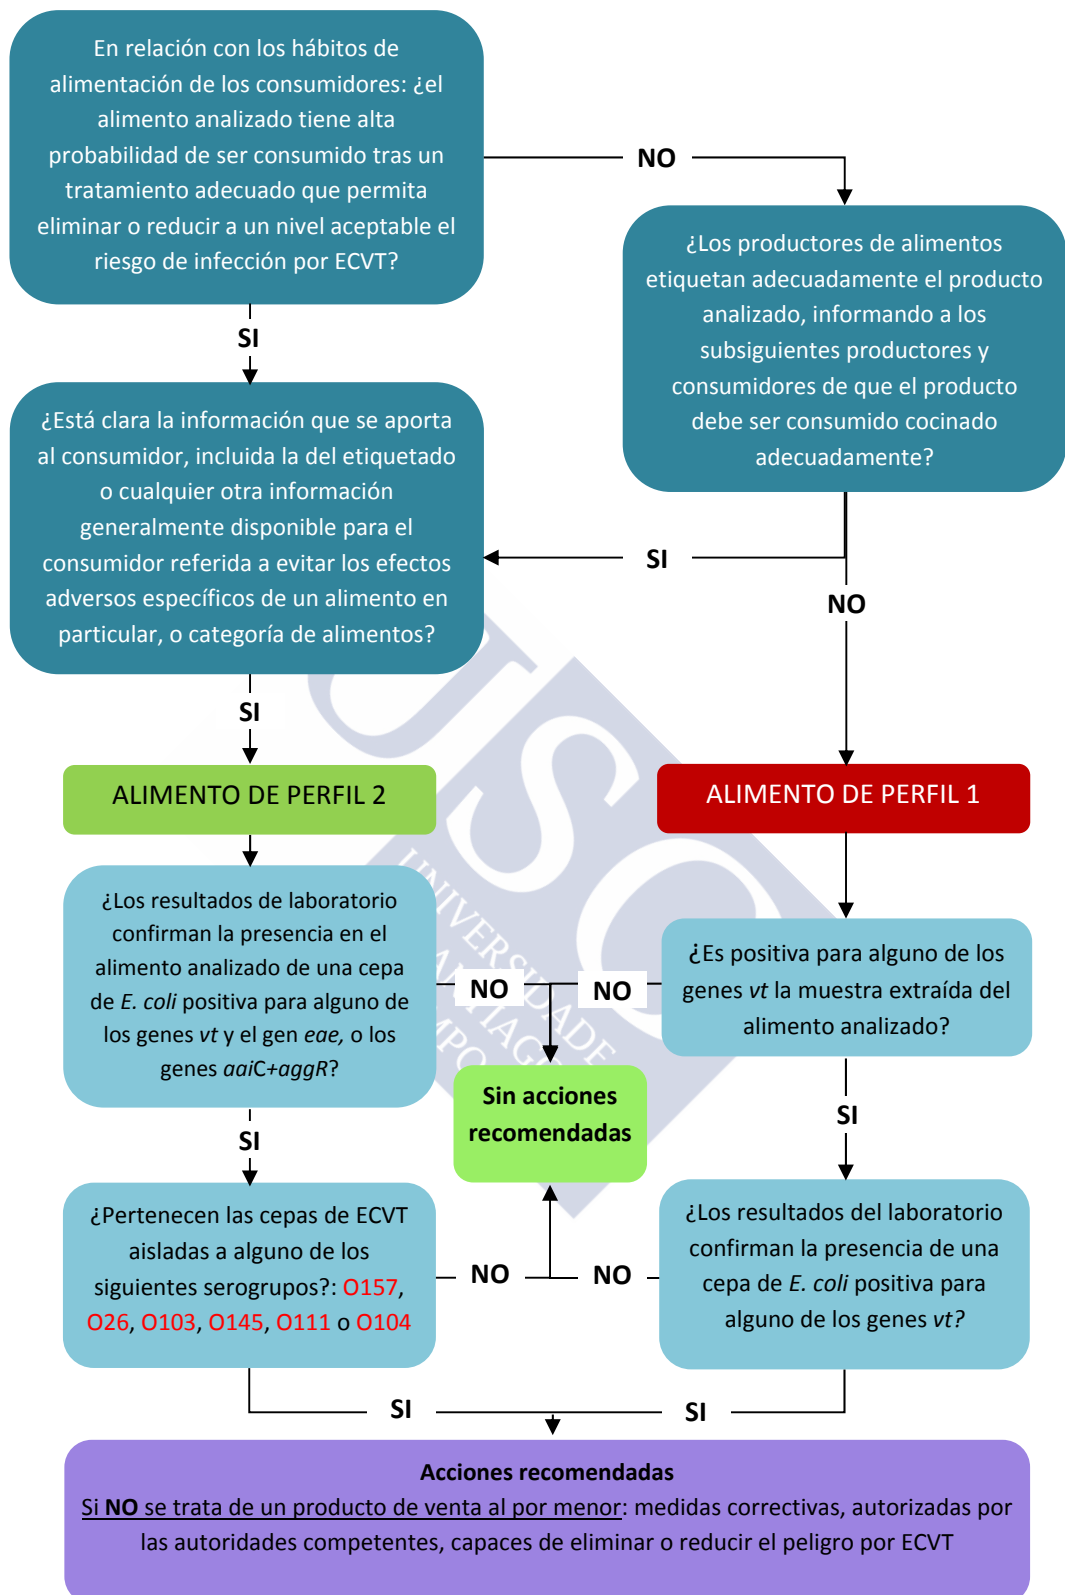 En relación con los hábitos de
alimentación de los consumidores: ¿el
alimento analizado tiene alta
probabilidad de ser consumido tras un
tratamiento adecuado que permita
eliminar o reducir a un nivel aceptable el
riesgo de infección por ECVT?
NO
¿Los productores de alimentos
etiquetan adecuadamente el producto
analizado, informando a los
subsiguientes productores y
consumidores de que el producto
debe ser consumido cocinado
adecuadamente?
SI
¿Está clara la información que se aporta
al consumidor, incluida la del etiquetado
o cualquier otra información
generalmente disponible para el
consumidor referida a evitar los efectos
adversos específicos de un alimento en
particular, o categoría de alimentos?
SI
NO
SI
ALIMENTO DE PERFIL 2
ALIMENTO DE PERFIL 1
¿Los resultados de laboratorio
confirman la presencia en el
alimento analizado de una cepa
de E. coli positiva para alguno de
los genes vt y el gen eae, o los
genes aaiC+aggR?
NO
NO
¿Es positiva para alguno de los
genes vt la muestra extraída del
alimento analizado?
Sin acciones
recomendadas
SI
SI
¿Pertenecen las cepas de ECVT
aisladas a alguno de los
siguientes serogrupos?: O157,
O26, O103, O145, O111 o O104
NO
NO
¿Los resultados del laboratorio
confirman la presencia de una
cepa de E. coli positiva para
alguno de los genes vt?
SI
SI
Acciones recomendadas
Si NO se trata de un producto de venta al por menor: medidas correctivas, autorizadas por
las autoridades competentes, capaces de eliminar o reducir el peligro por ECVT
USC
UNIVERSIDADE